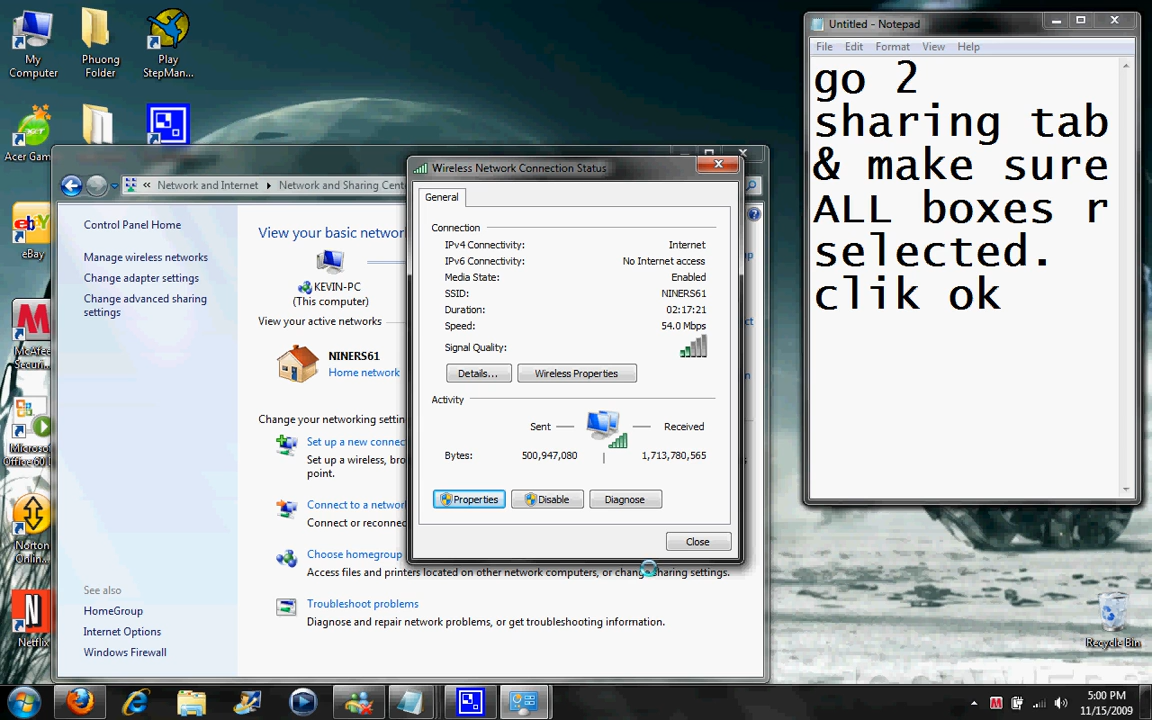 My
Computer
Phuong
Folder
Play
StepMan...
Acer Gam
eBay
McAfee
Securi...
Microsof
Office 60
Norton
Onlin...
Netflix
Network and Internet
Network and Sharing Cent
Control Panel Home
Manage wireless networks
Change adapter settings
Change advanced sharing
settings
See also
HomeGroup
Internet Options
Windows Firewall
View your basic networ
KEVIN-PC
(This computer)
View your active networks
NINERS61
Home network
Change your networking settin
Set up a new connec
Set up a wireless, bro
point.
Connect to a networ
Connect or reconnec
Choose homegroup
Access files and printers located on other network computers, or change sharing settings.
Troubleshoot problems
Diagnose and repair network problems, or get troubleshooting information.
Wireless Network Connection Status
General
Connection
IPv4 Connectivity: Internet
IPv6 Connectivity: No Internet access
Media State: Enabled
SSID: NINERS61
Duration: 02:17:21
Speed: 54.0 Mbps
Signal Quality:
Details... Wireless Properties
Activity
Sent — — Received
Bytes: 500,947,080 | 1,713,780,565
Properties Disable Diagnose
Close
Untitled - Notepad
File Edit Format View Help
go 2
sharing tab
& make sure
ALL boxes r
selected.
clik ok
Recycle Bin
5:00 PM
11/15/2009